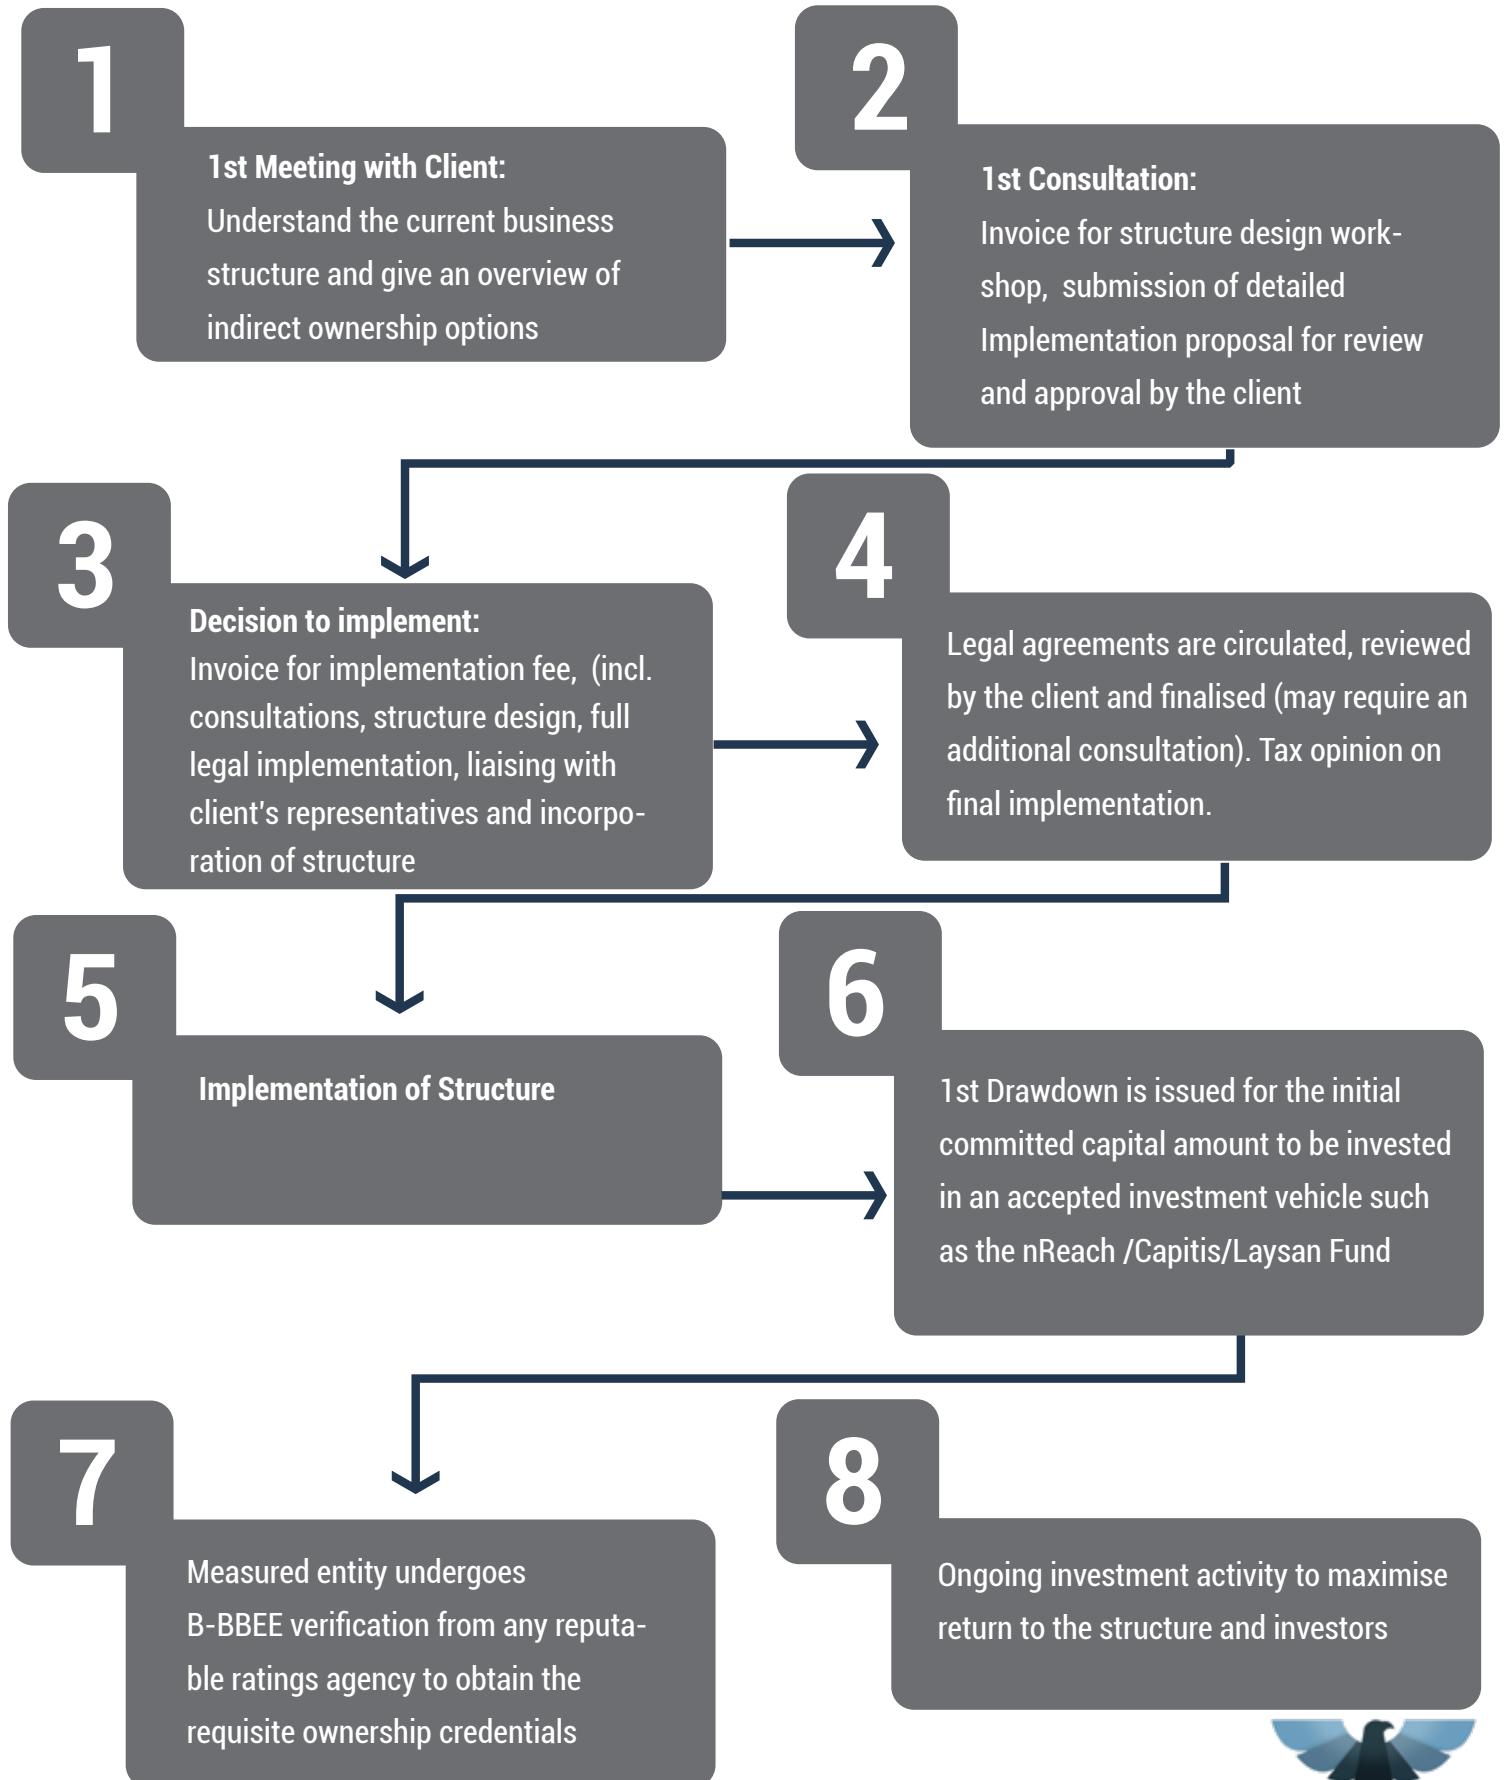 1
1st Meeting with Client:
Understand the current business
structure and give an overview of
indirect ownership options
2
1st Consultation:
Invoice for structure design work-
shop,  submission of detailed
Implementation proposal for review
and approval by the client
3
Decision to implement:
Invoice for implementation fee,  (incl.
consultations, structure design, full
legal implementation, liaising with
client's representatives and incorpo-
ration of structure
4
Legal agreements are circulated, reviewed
by the client and finalised (may require an
additional consultation). Tax opinion on
final implementation.
5
Implementation of Structure
6
1st Drawdown is issued for the initial
committed capital amount to be invested
in an accepted investment vehicle such
as the nReach /Capitis/Laysan Fund
7
Measured entity undergoes
B-BBEE verification from any reputa-
ble ratings agency to obtain the
requisite ownership credentials
8
Ongoing investment activity to maximise
return to the structure and investors